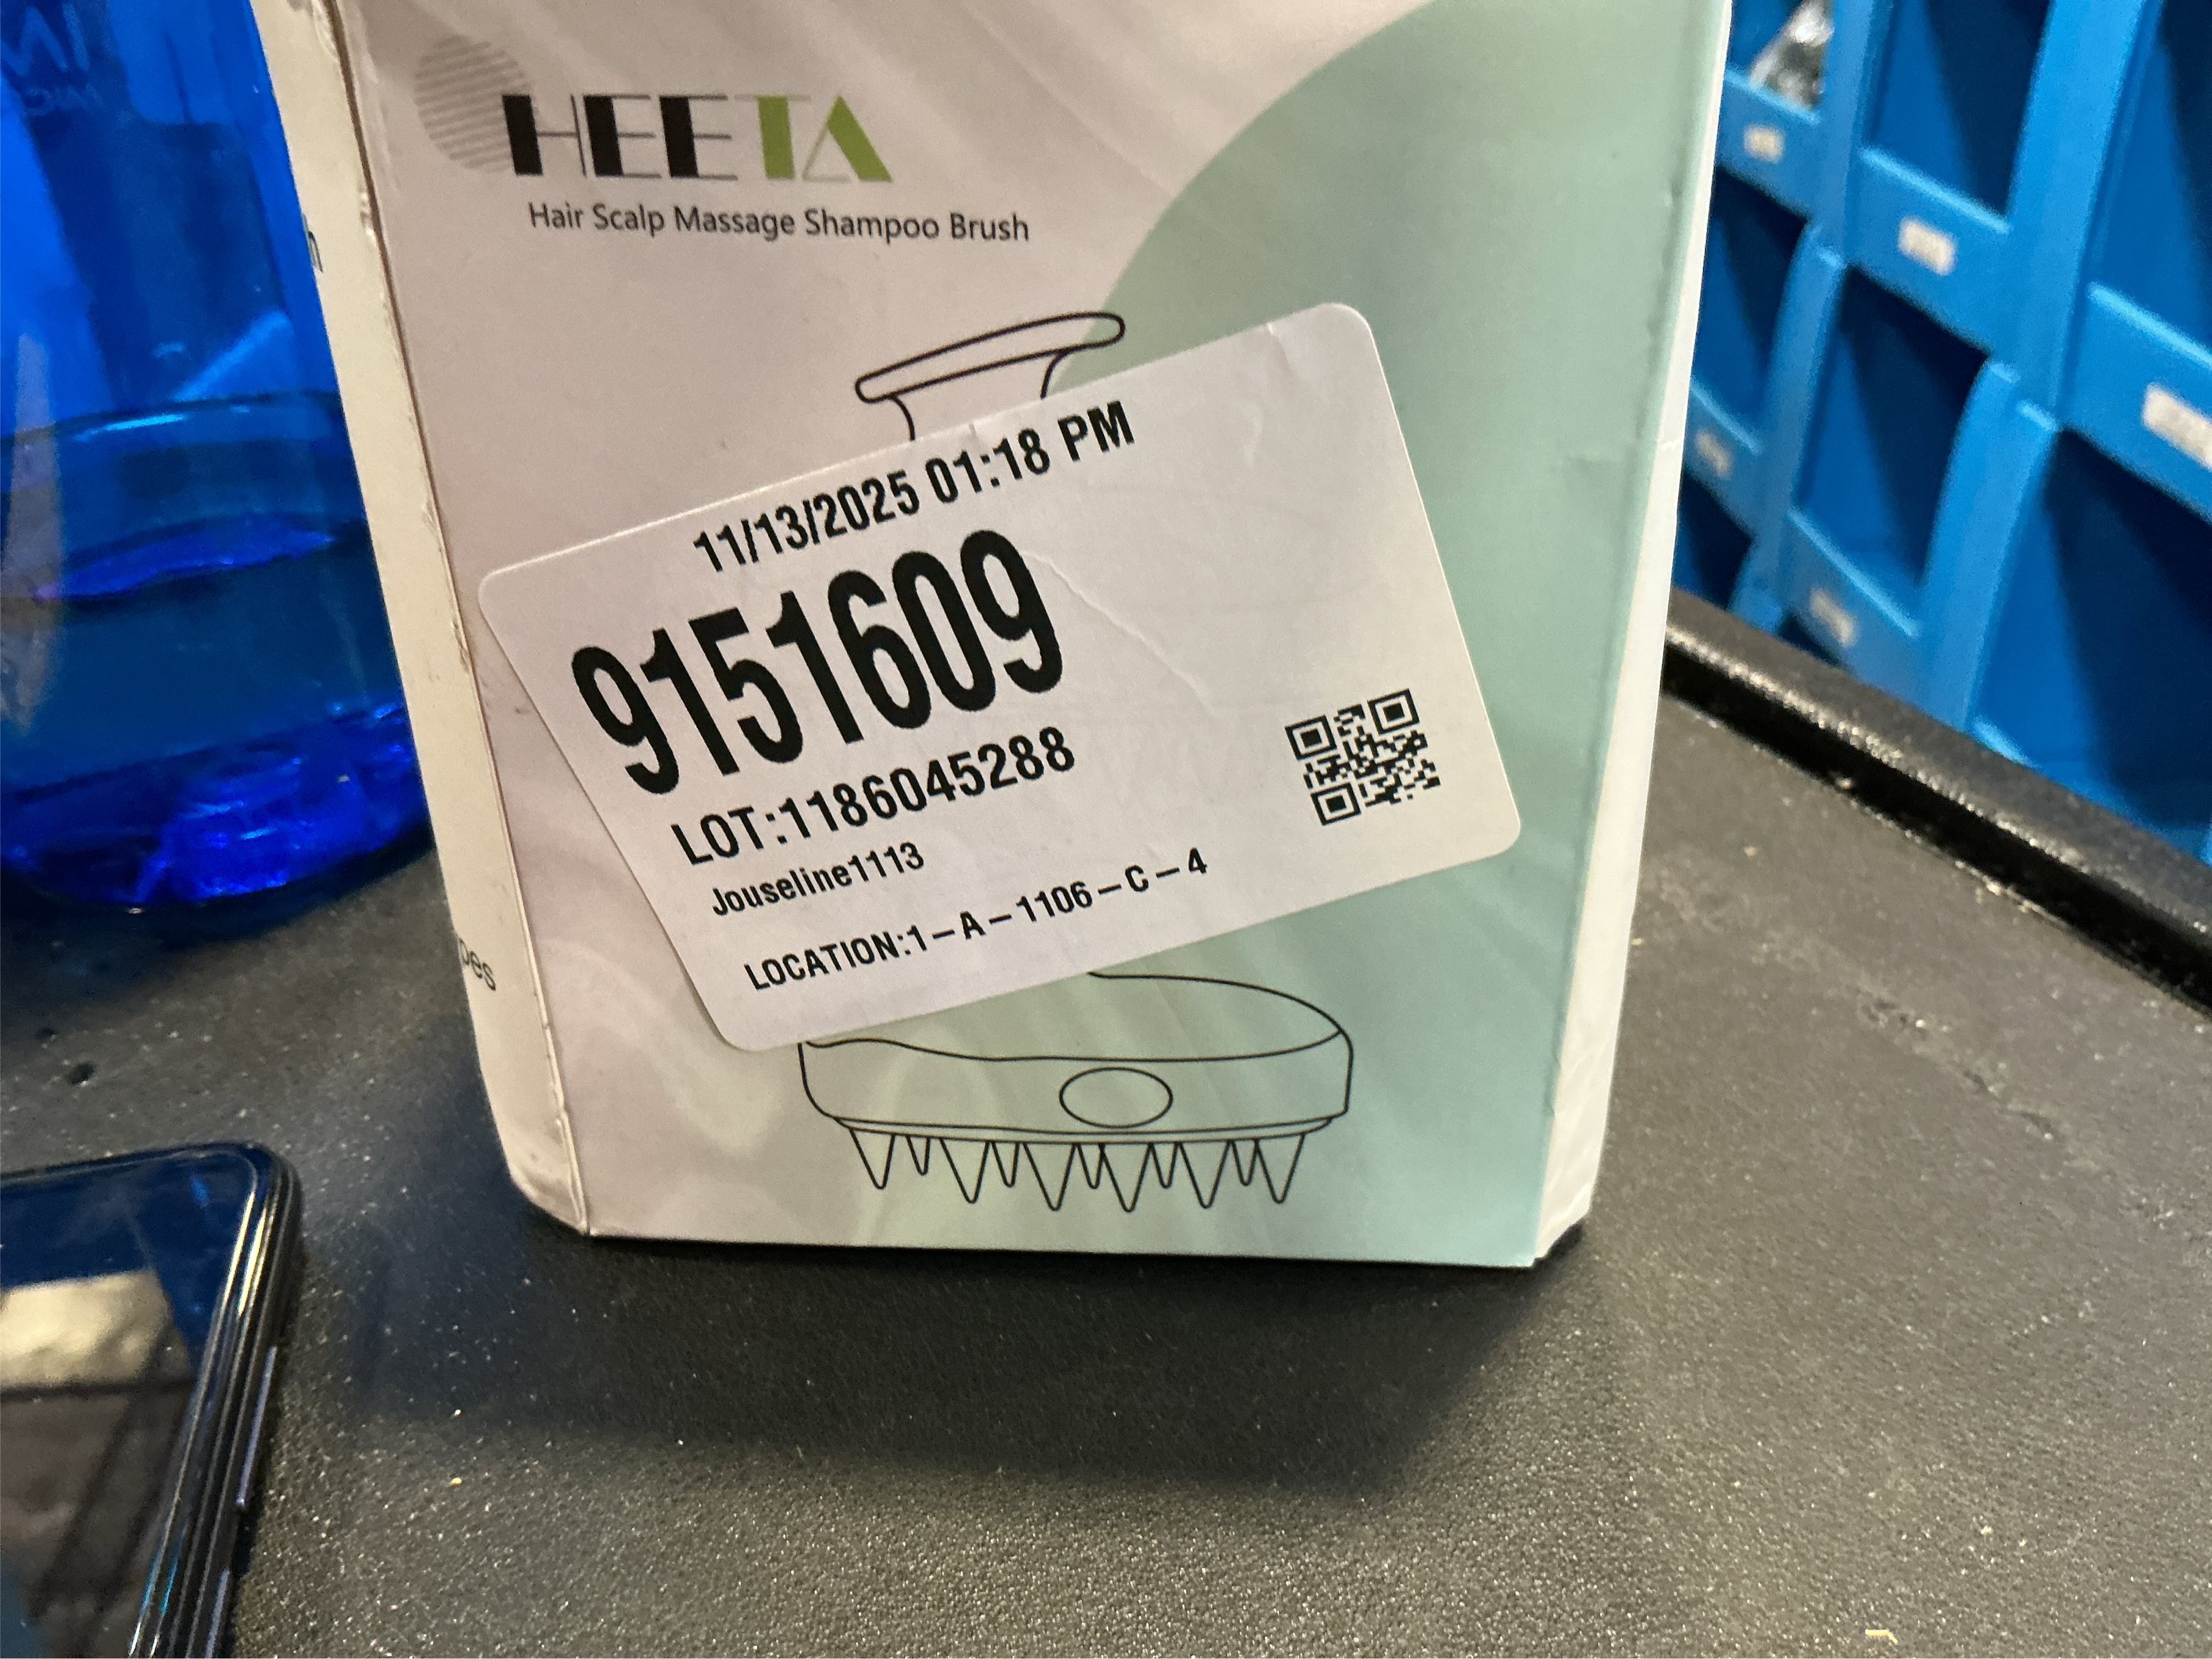 HEETA
Hair Scalp Massage Shampoo Brush
11/13/2025 01:18 PM
9151609
LOT:1186045288
Jouseline1113
LOCATION:1-A-1106-C-4